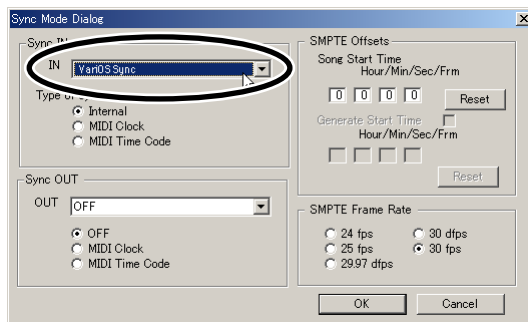 Sync Mode Dialog
Sync IN
IN VariOS Sync
Internal
MIDI Clock
MIDI Time Code
Sync OUT
OUT OFF
OFF
MIDI Clock
MIDI Time Code
SMPTE Offsets
Song Start Time
Hour/Min/Sec/Frm
0 0 0 0 Reset
Generate Start Time
Hour/Min/Sec/Frm
Reset
SMPTE Frame Rate
24 fps 30 dfps
25 fps 30 fps
29.97 dfps
OK Cancel